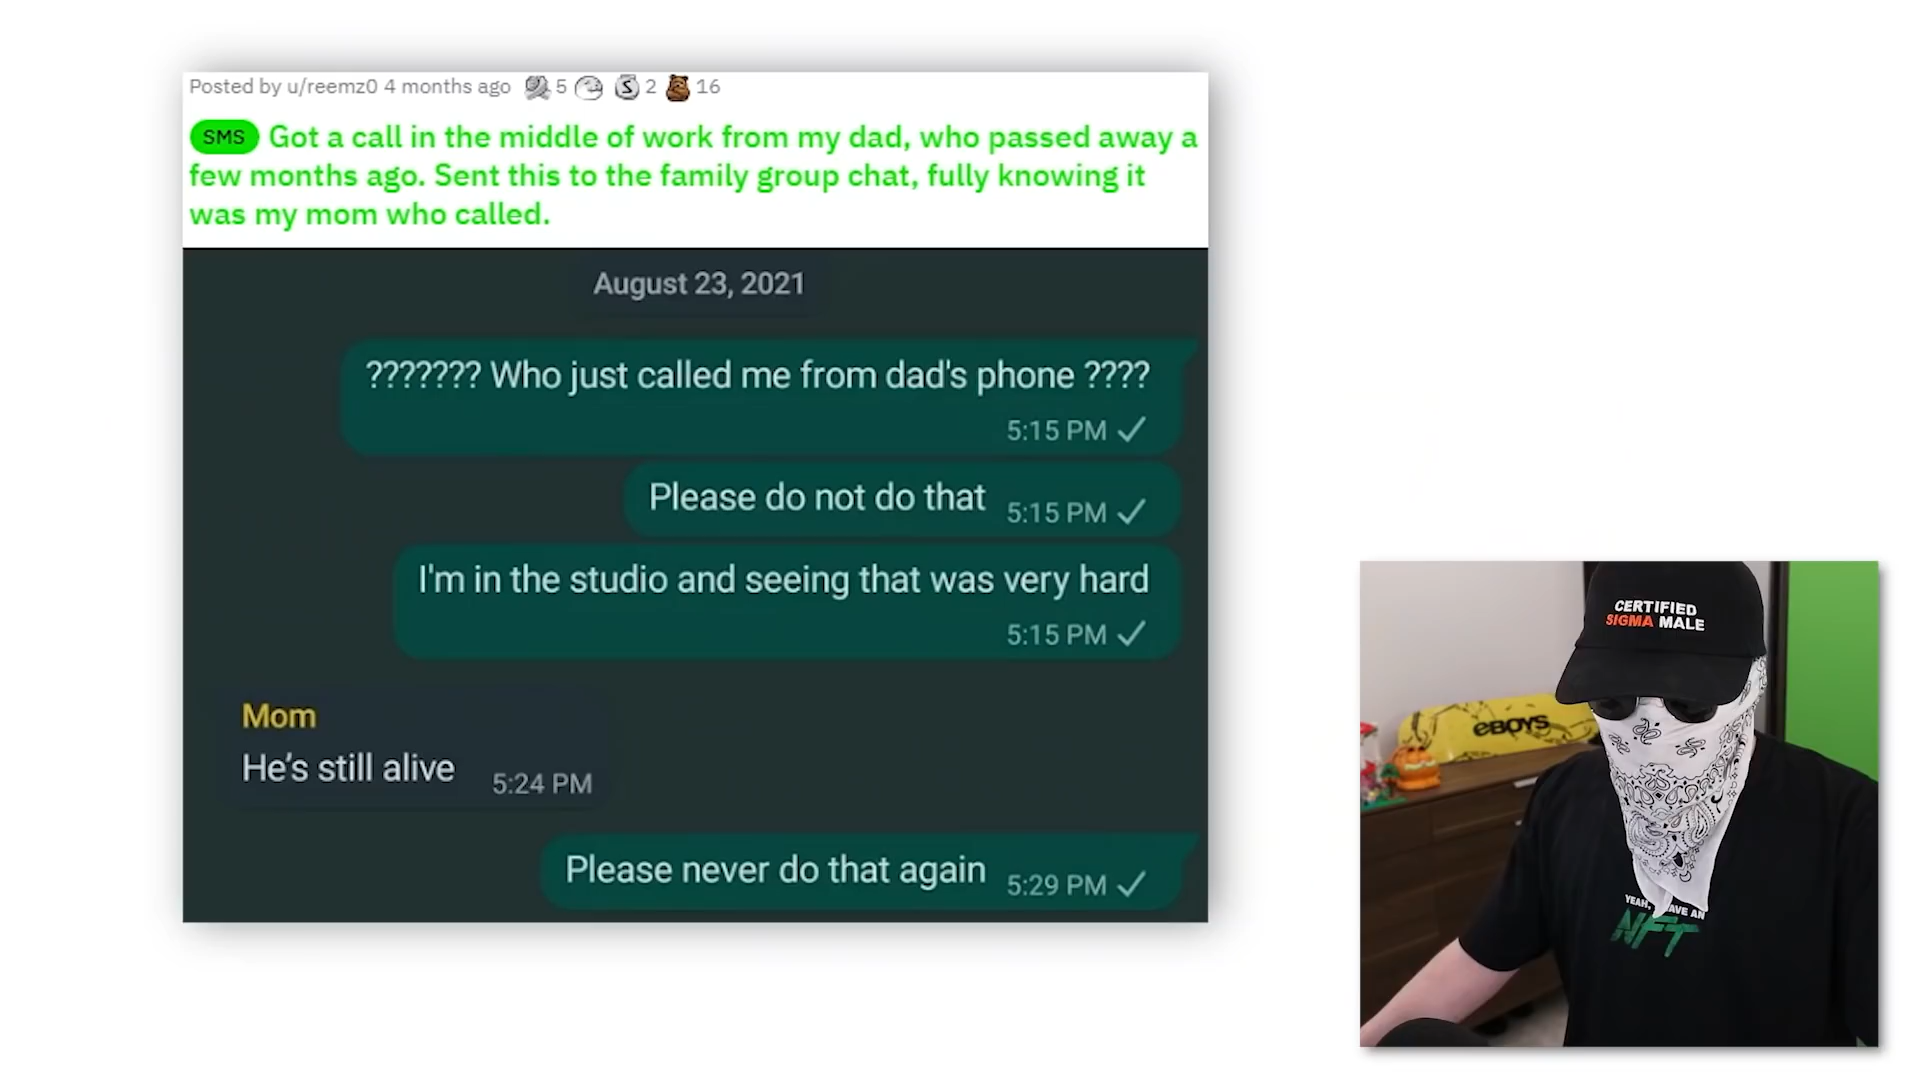 Posted by u/reemz0 4 months ago 5 2 16
SMS Got a call in the middle of work from my dad, who passed away a
few months ago. Sent this to the family group chat, fully knowing it
was my mom who called.
August 23, 2021
??????? Who just called me from dad's phone ????
5:15 PM
Please do not do that 5:15 PM
I'm in the studio and seeing that was very hard
5:15 PM
Mom
He's still alive 5:24 PM
Please never do that again 5:29 PM
CERTIFIED
SIGMA MALE
eBOYS
YEAH, AN
NFT